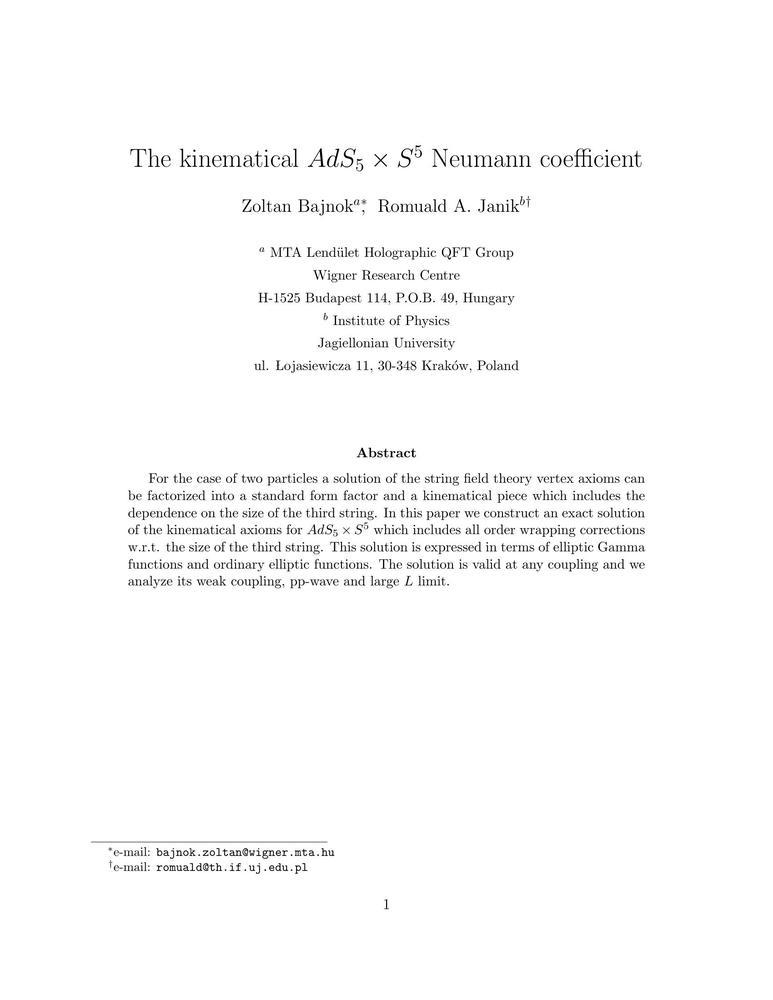 The kinematical AdS₅ × S⁵ Neumann coefficient
Zoltan Bajnokᵃ*, Romuald A. Janikᵇ†
ᵃ MTA Lendület Holographic QFT Group
Wigner Research Centre
H-1525 Budapest 114, P.O.B. 49, Hungary
ᵇ Institute of Physics
Jagiellonian University
ul. Łojasiewicza 11, 30-348 Kraków, Poland
Abstract
For the case of two particles a solution of the string field theory vertex axioms can
be factorized into a standard form factor and a kinematical piece which includes the
dependence on the size of the third string. In this paper we construct an exact solution
of the kinematical axioms for AdS₅ × S⁵ which includes all order wrapping corrections
w.r.t. the size of the third string. This solution is expressed in terms of elliptic Gamma
functions and ordinary elliptic functions. The solution is valid at any coupling and we
analyze its weak coupling, pp-wave and large L limit.
*e-mail: bajnok.zoltan@wigner.mta.hu
†e-mail: romuald@th.if.uj.edu.pl
1